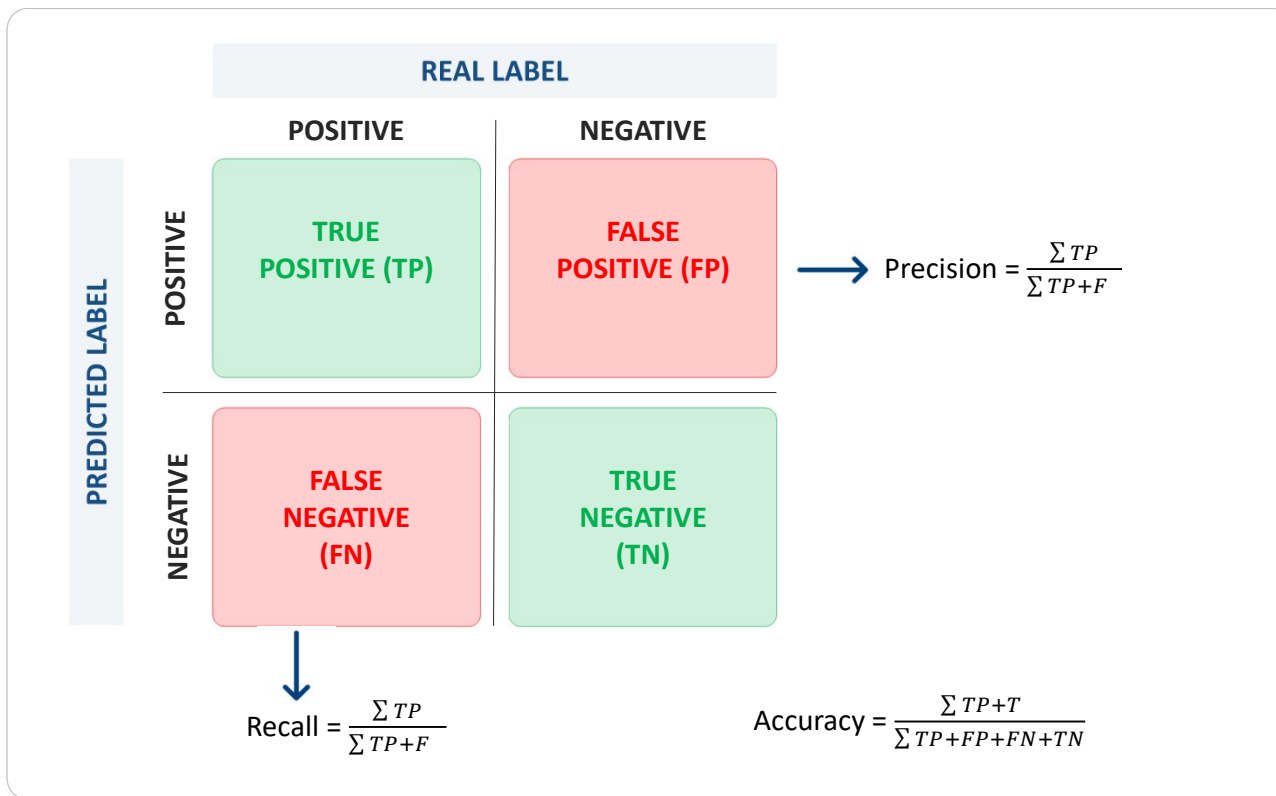 REAL LABEL
POSITIVE
NEGATIVE
PREDICTED LABEL
POSITIVE
TRUE
POSITIVE (TP)
FALSE
POSITIVE (FP)
Precision = ∑ TP / ∑ TP+F
NEGATIVE
FALSE
NEGATIVE
(FN)
TRUE
NEGATIVE
(TN)
Recall = ∑ TP / ∑ TP+F
Accuracy = ∑ TP+T / ∑ TP+FP+FN+TN